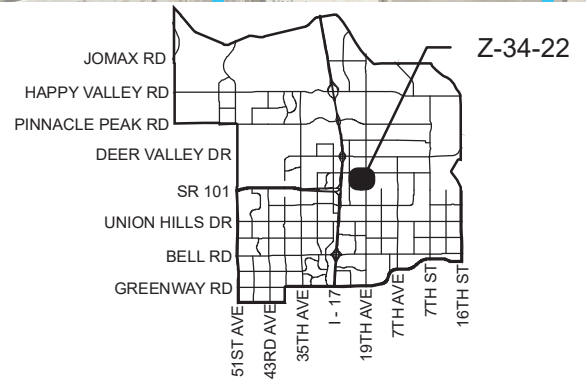 Z-34-22
JOMAX RD
HAPPY VALLEY RD
PINNACLE PEAK RD
DEER VALLEY DR
SR 101
UNION HILLS DR
BELL RD
GREENWAY RD
51ST AVE
43RD AVE
35TH AVE
I - 17
19TH AVE
7TH AVE
7TH ST
16TH ST